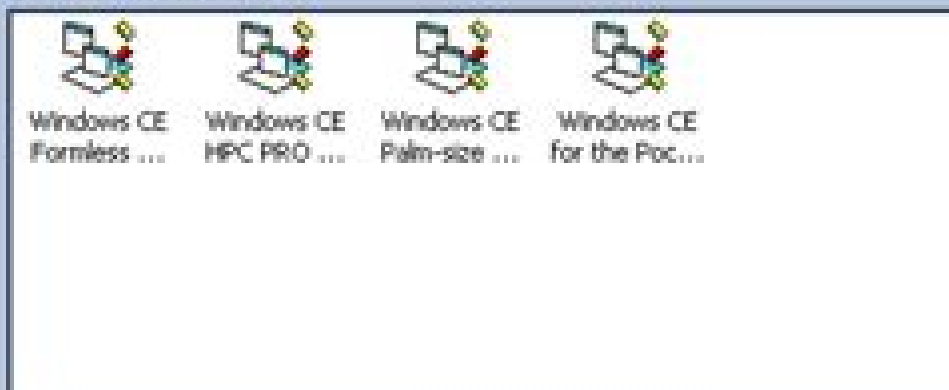 Windows CE
Formless ...
Windows CE
HPC PRO ...
Windows CE
Palm-size ...
Windows CE
for the Poc...